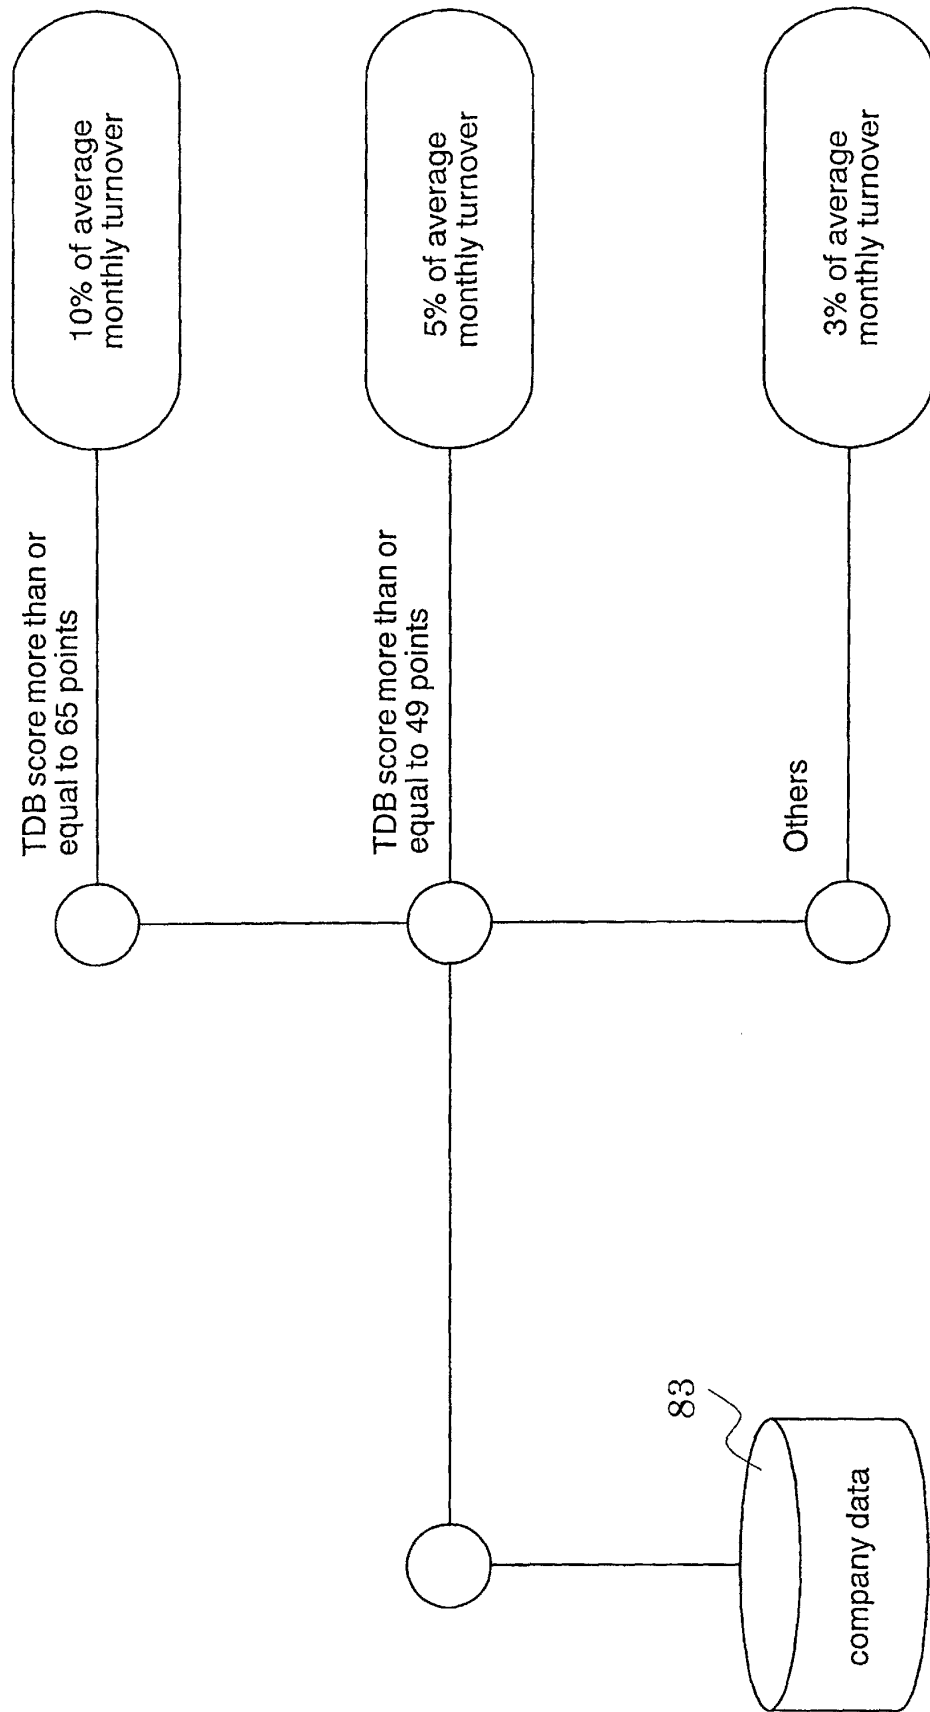 TDB score more than or
equal to 65 points
10% of average
monthly turnover
TDB score more than or
equal to 49 points
5% of average
monthly turnover
Others
3% of average
monthly turnover
83
company data